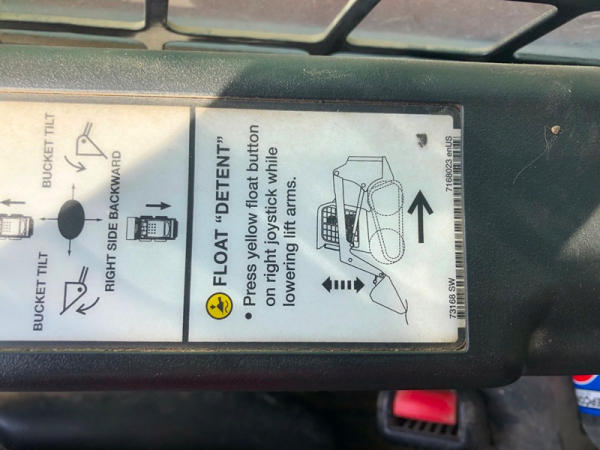 BUCKET TILT
BUCKET TILT
RIGHT SIDE BACKWARD
FLOAT "DETENT"
• Press yellow float button
on right joystick while
lowering lift arms.
73168 SW
7168023 enUS